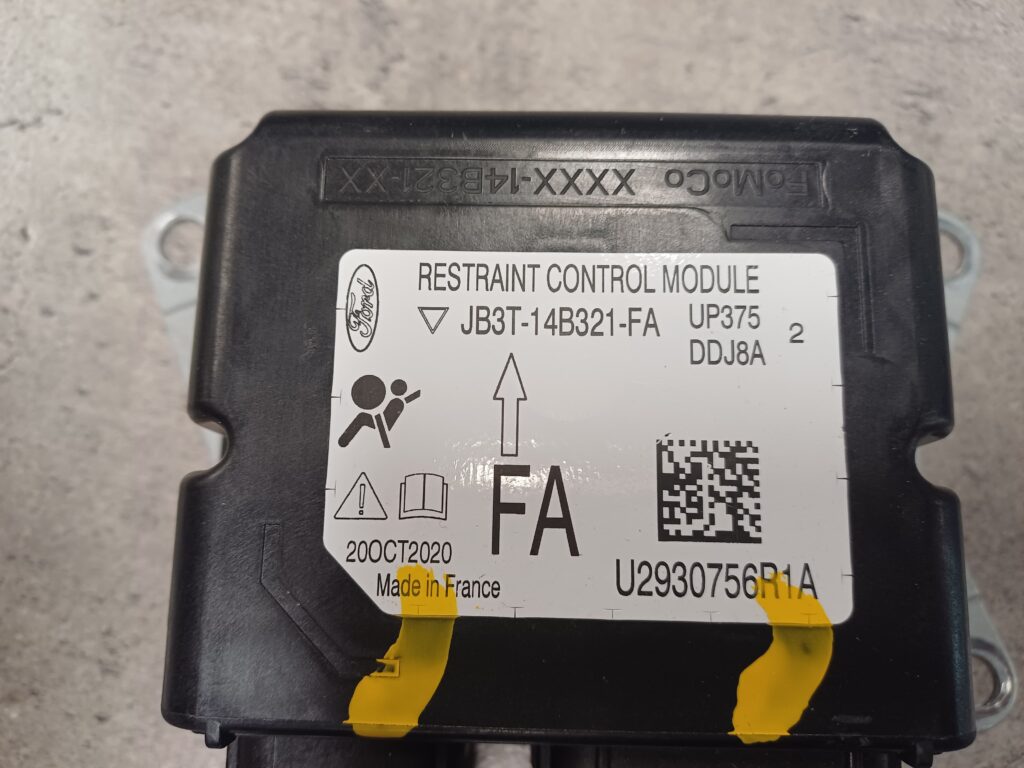 FoMoCo XXXX-14B321-XX
Ford
RESTRAINT CONTROL MODULE
JB3T-14B321-FA
UP375
DDJ8A
2
FA
20OCT2020
Made in France
U2930756R1A